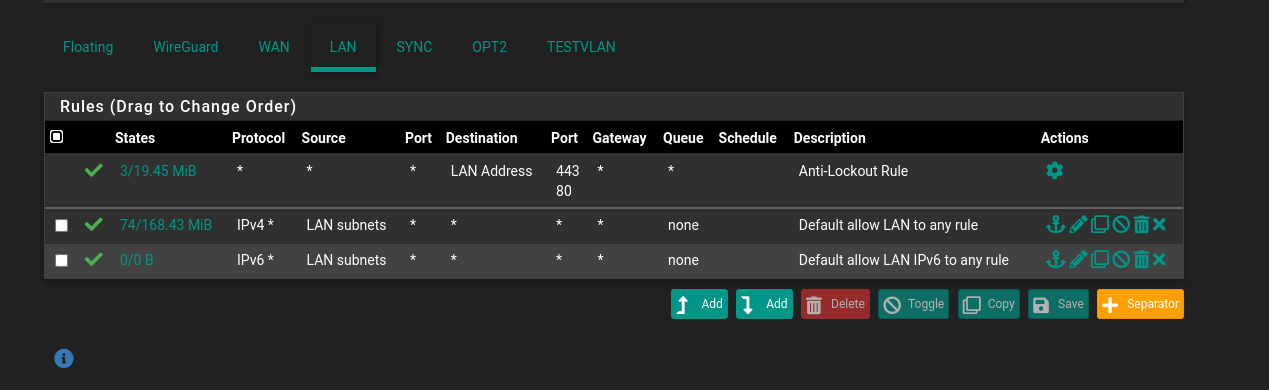 Floating WireGuard WAN LAN SYNC OPT2 TESTVLAN
Rules (Drag to Change Order)
States Protocol Source Port Destination Port Gateway Queue Schedule Description Actions
3/19.45 MiB * * * LAN Address 443 * * Anti-Lockout Rule
80
74/168.43 MiB IPv4 * LAN subnets * * * * none Default allow LAN to any rule
0/0 B IPv6 * LAN subnets * * * * none Default allow LAN IPv6 to any rule
Add Add Delete Toggle Copy Save Separator